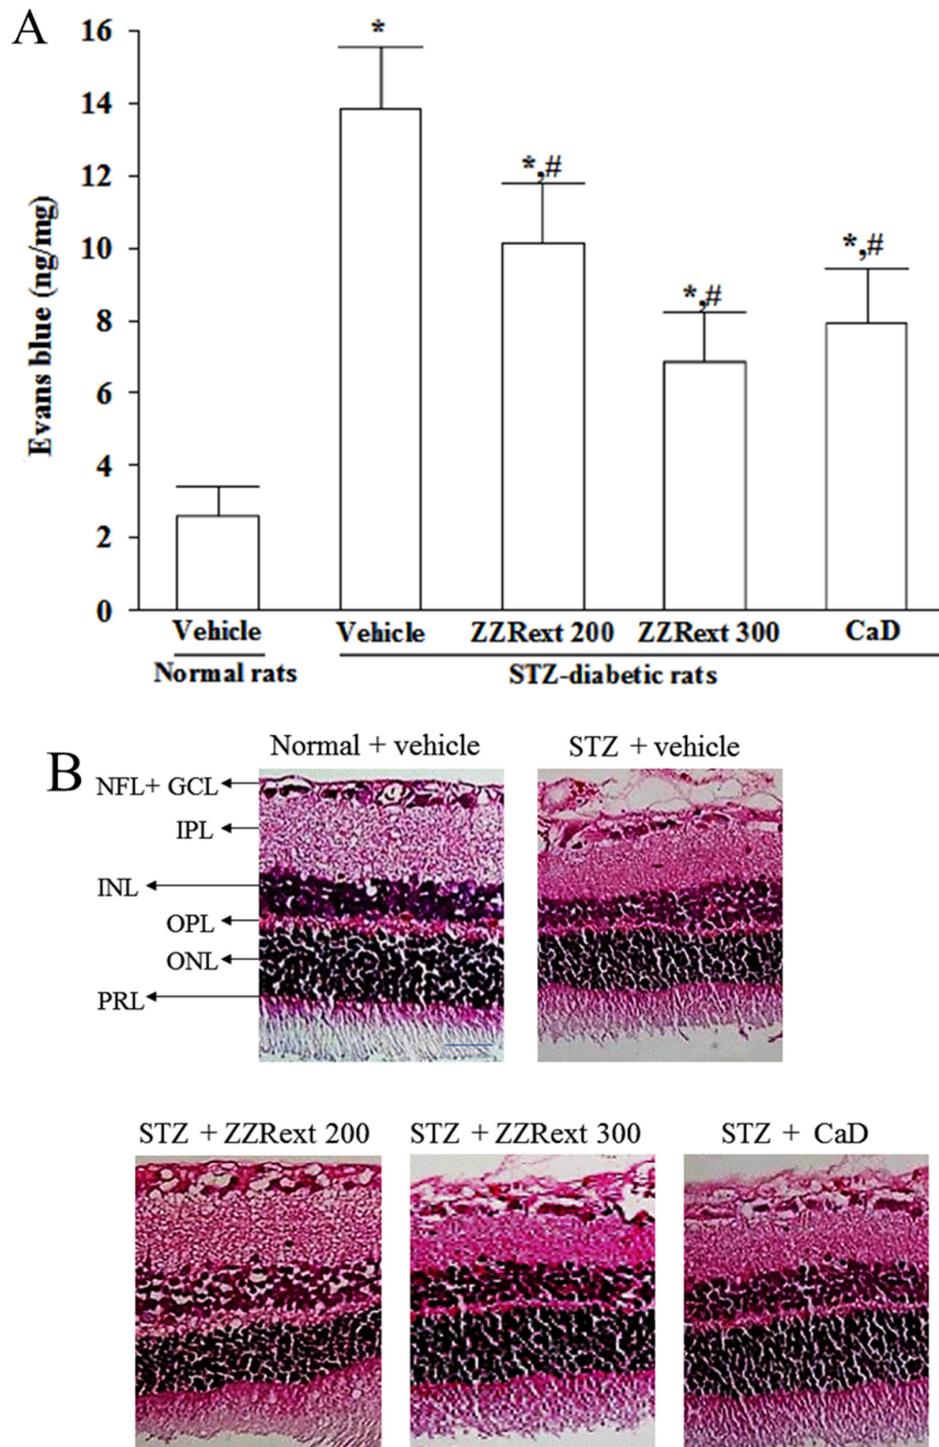 A
16
14
12
10
8
6
4
2
0
Evans blue (ng/mg)
*
*,#
*,#
*,#
Vehicle Vehicle ZZRext 200 ZZRext 300 CaD
Normal rats STZ-diabetic rats
B
Normal + vehicle STZ + vehicle
NFL+ GCL
IPL
INL
OPL
ONL
PRL
STZ + ZZRext 200 STZ + ZZRext 300 STZ + CaD